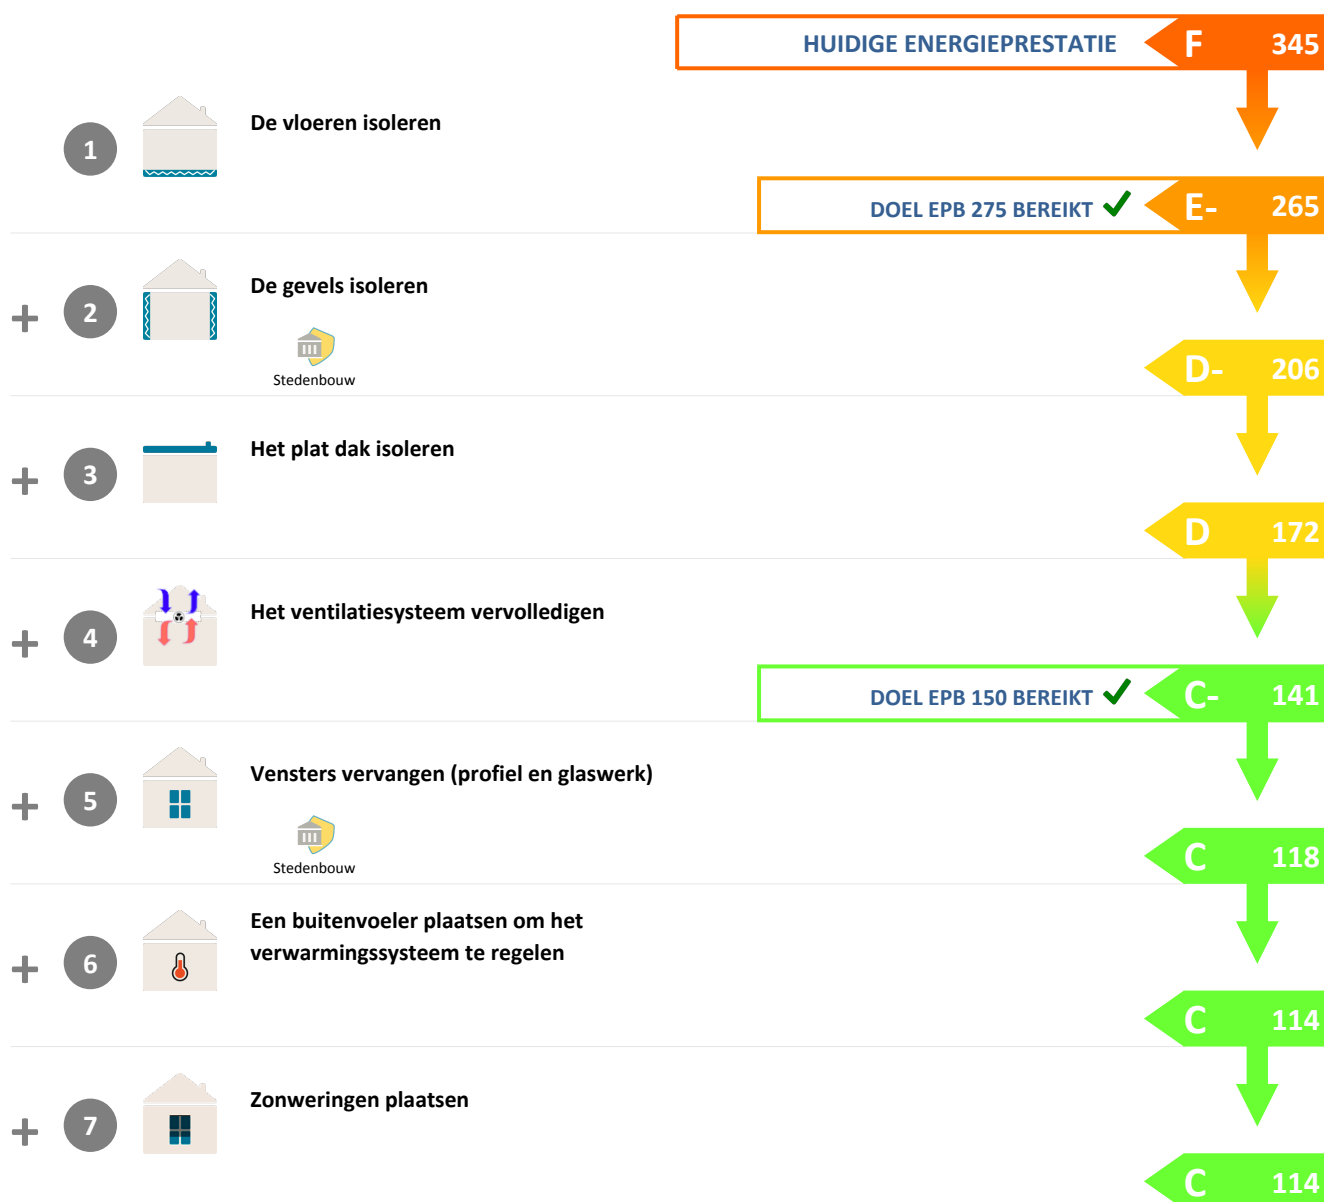 HUIDIGE ENERGIEPRESTATIE F 345
1 De vloeren isoleren
DOEL EPB 275 BEREIKT E- 265
+ 2 De gevels isoleren
Stedenbouw
D- 206
+ 3 Het plat dak isoleren
D 172
+ 4 Het ventilatiesysteem vervolledigen
DOEL EPB 150 BEREIKT C- 141
+ 5 Vensters vervangen (profiel en glaswerk)
Stedenbouw
C 118
+ 6 Een buitenvoeler plaatsen om het
verwarmingssysteem te regelen
C 114
+ 7 Zonweringen plaatsen
C 114